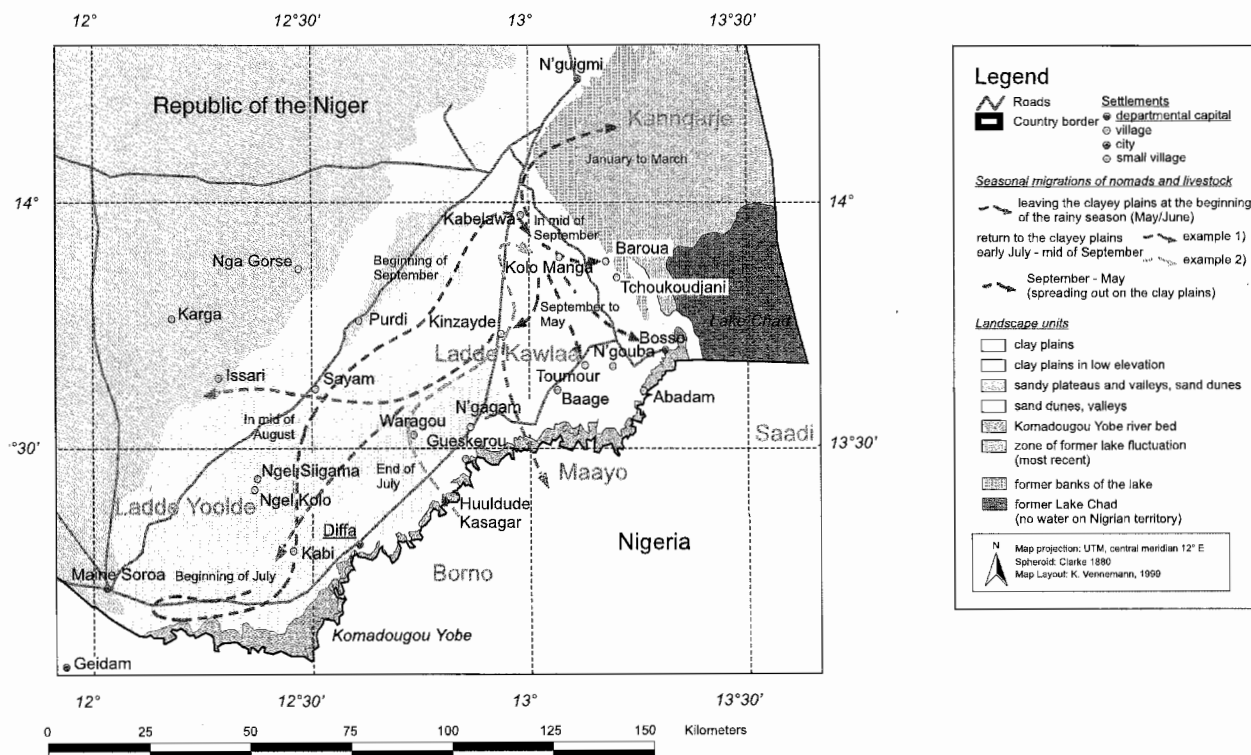 12° 12°30' 13° 13°30'
N'guigmi
Republic of the Niger
Kahngarje
January to March
14° 14°
Kabelawa
In mid of
September
Baroua
Nga Gorse
Beginning of
September
Kolo Manga
Tchoukoudjani
Karga
Purdi
Kinzayde
September to
May
Lake Chad
Bosso
Ladde Kawlaa
N'gouba
Issari
Sayam
Toumour
Baage
Abadam
In mid of
August
Waragou
N'gagam
Gueskerou
Saadi
°30' 13°30'
Ngel Siigama
End of
July
Maayo
Ngel Kolo
Ladde Yoolde
Huuldude
Kasagar
Diffa
Nigeria
Kabi
Maine Soroa
Beginning of July
Borno
Komadougou Yobe
Geidam
12° 12°30' 13° 13°30'
0 25 50 75 100 125 150 Kilometers
Legend
Roads
Country border
Settlements
departmental capital
village
city
small village
Seasonal migrations of nomads and livestock
leaving the clayey plains at the beginning
of the rainy season (May/June)
return to the clayey plains
early July - mid of September
example 1)
example 2)
September - May
(spreading out on the clay plains)
Landscape units
clay plains
clay plains in low elevation
sandy plateaus and valleys, sand dunes
sand dunes, valleys
Komadougou Yobe river bed
zone of former lake fluctuation
(most recent)
former banks of the lake
former Lake Chad
(no water on Nigrian territory)
N
Map projection: UTM, central meridian 12° E
Spheroid: Clarke 1880
Map Layout: K. Vennemann, 1999